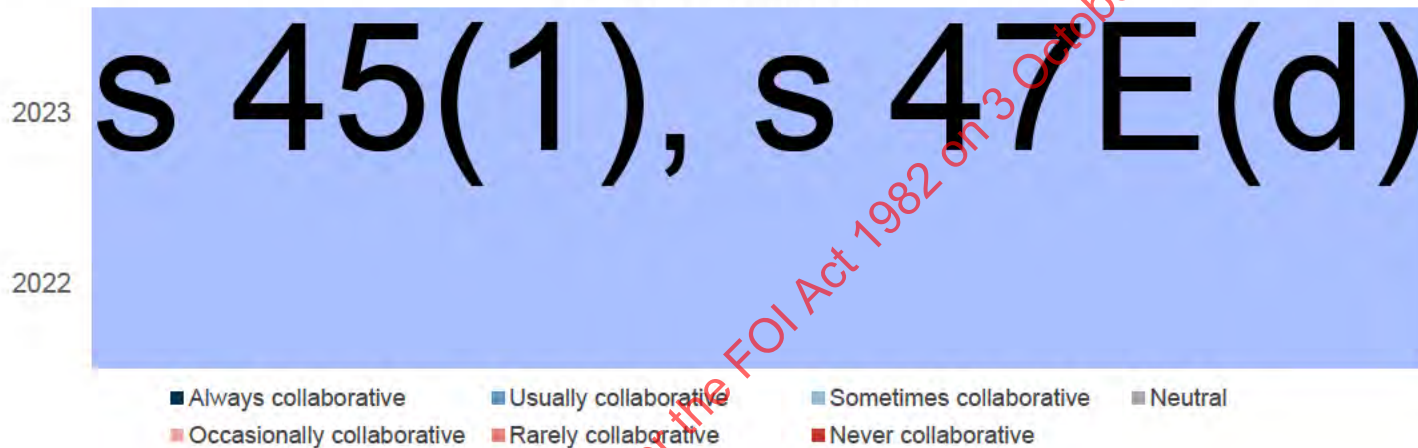 2023 s 45(1), s 47E(d)
2022
Always collaborative Usually collaborative Sometimes collaborative Neutral
Occasionally collaborative Rarely collaborative Never collaborative
the FOI Act 1982 on 3